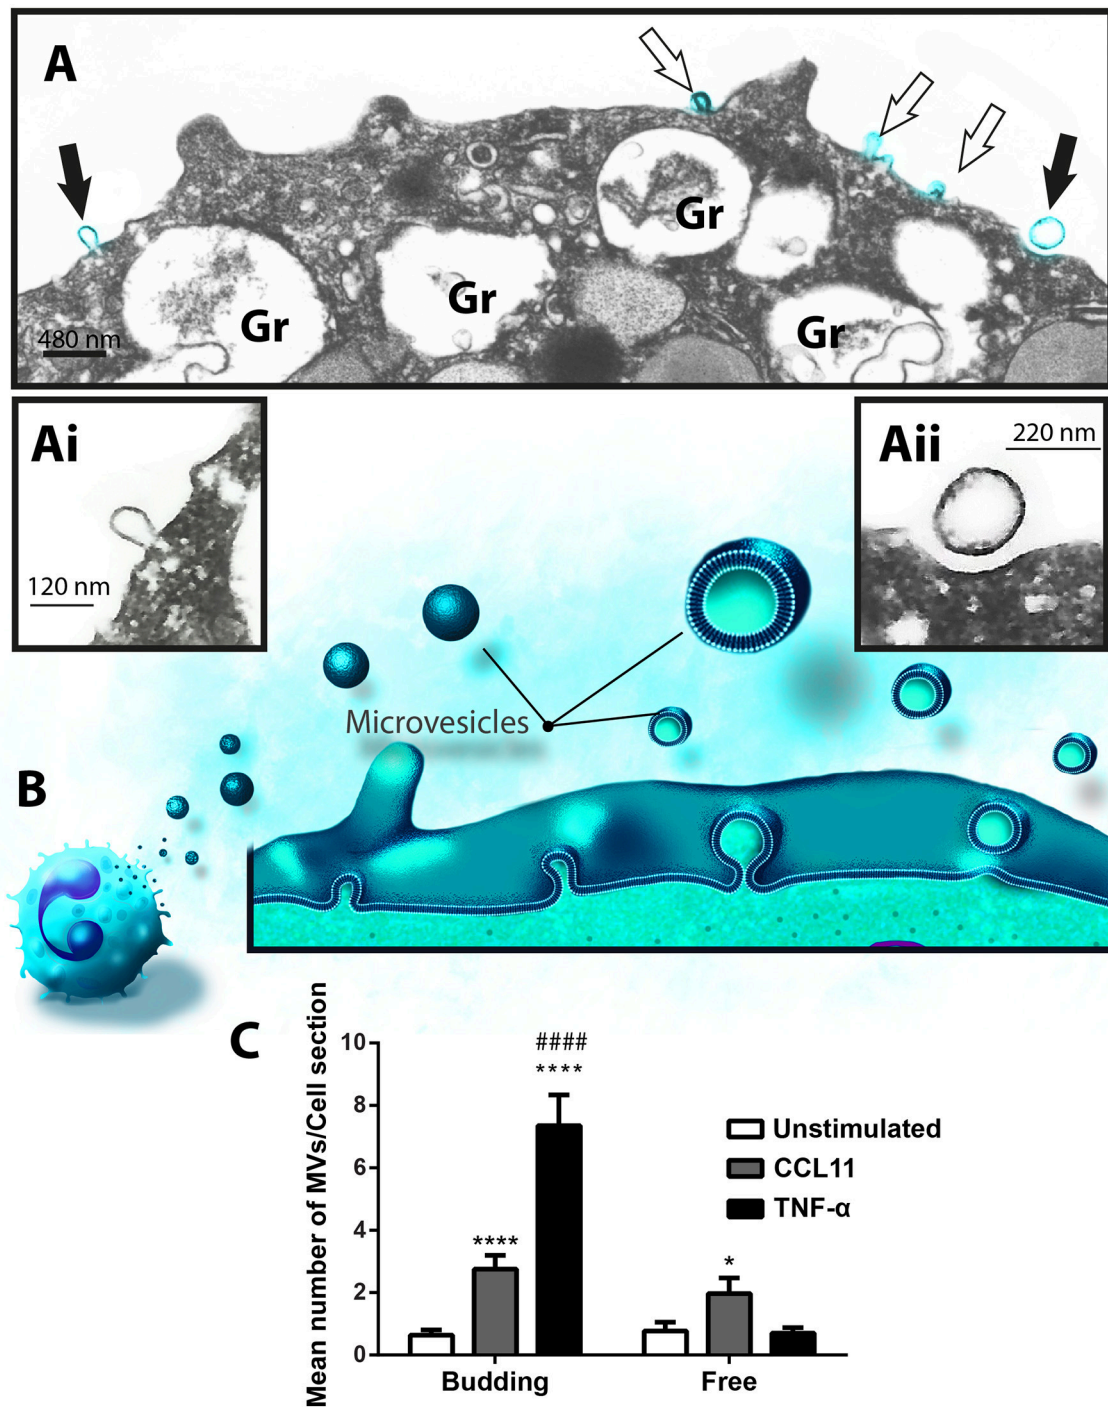 A
Gr
Gr
Gr
Gr
480 nm
Ai
120 nm
Aii
220 nm
Microvesicles
B
C
Mean number of MVs/Cell section
10
8
6
4
2
0
####
****
****
*
Unstimulated
CCL11
TNF-α
Budding
Free